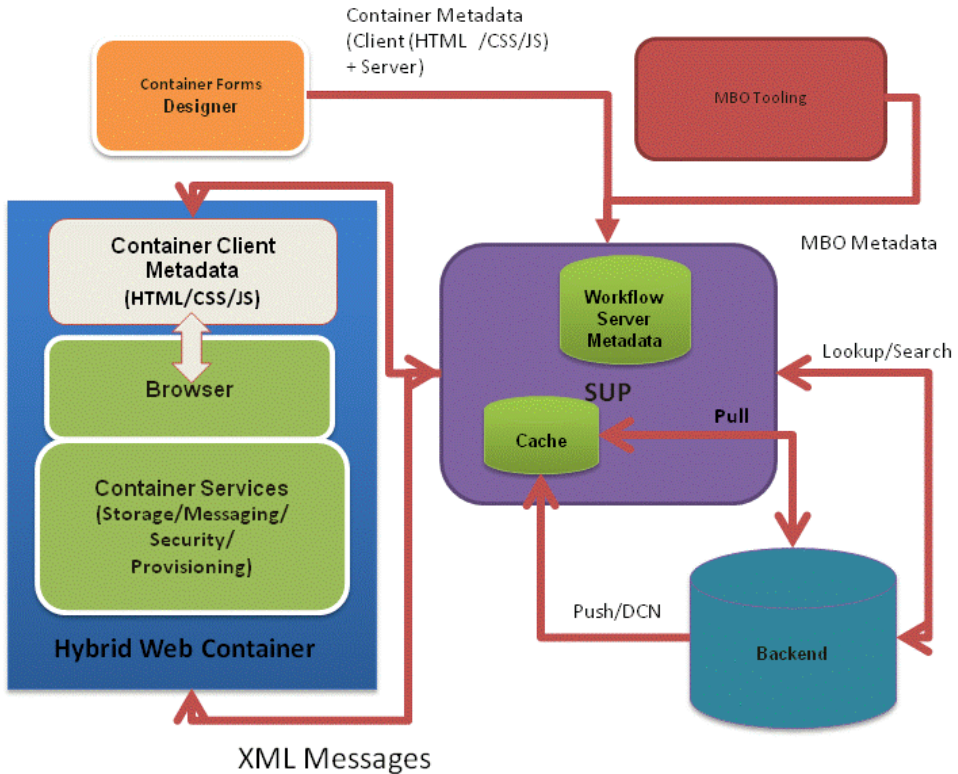 Container Metadata
(Client (HTML /CSS/JS)
+ Server)
Container Forms
Designer
MBO Tooling
MBO Metadata
Container Client
Metadata
(HTML/CSS/JS)
Browser
Container Services
(Storage/Messaging/
Security/
Provisioning)
Hybrid Web Container
XML Messages
Workflow
Server
Metadata
SUP
Cache
Pull
Lookup/Search
Push/DCN
Backend